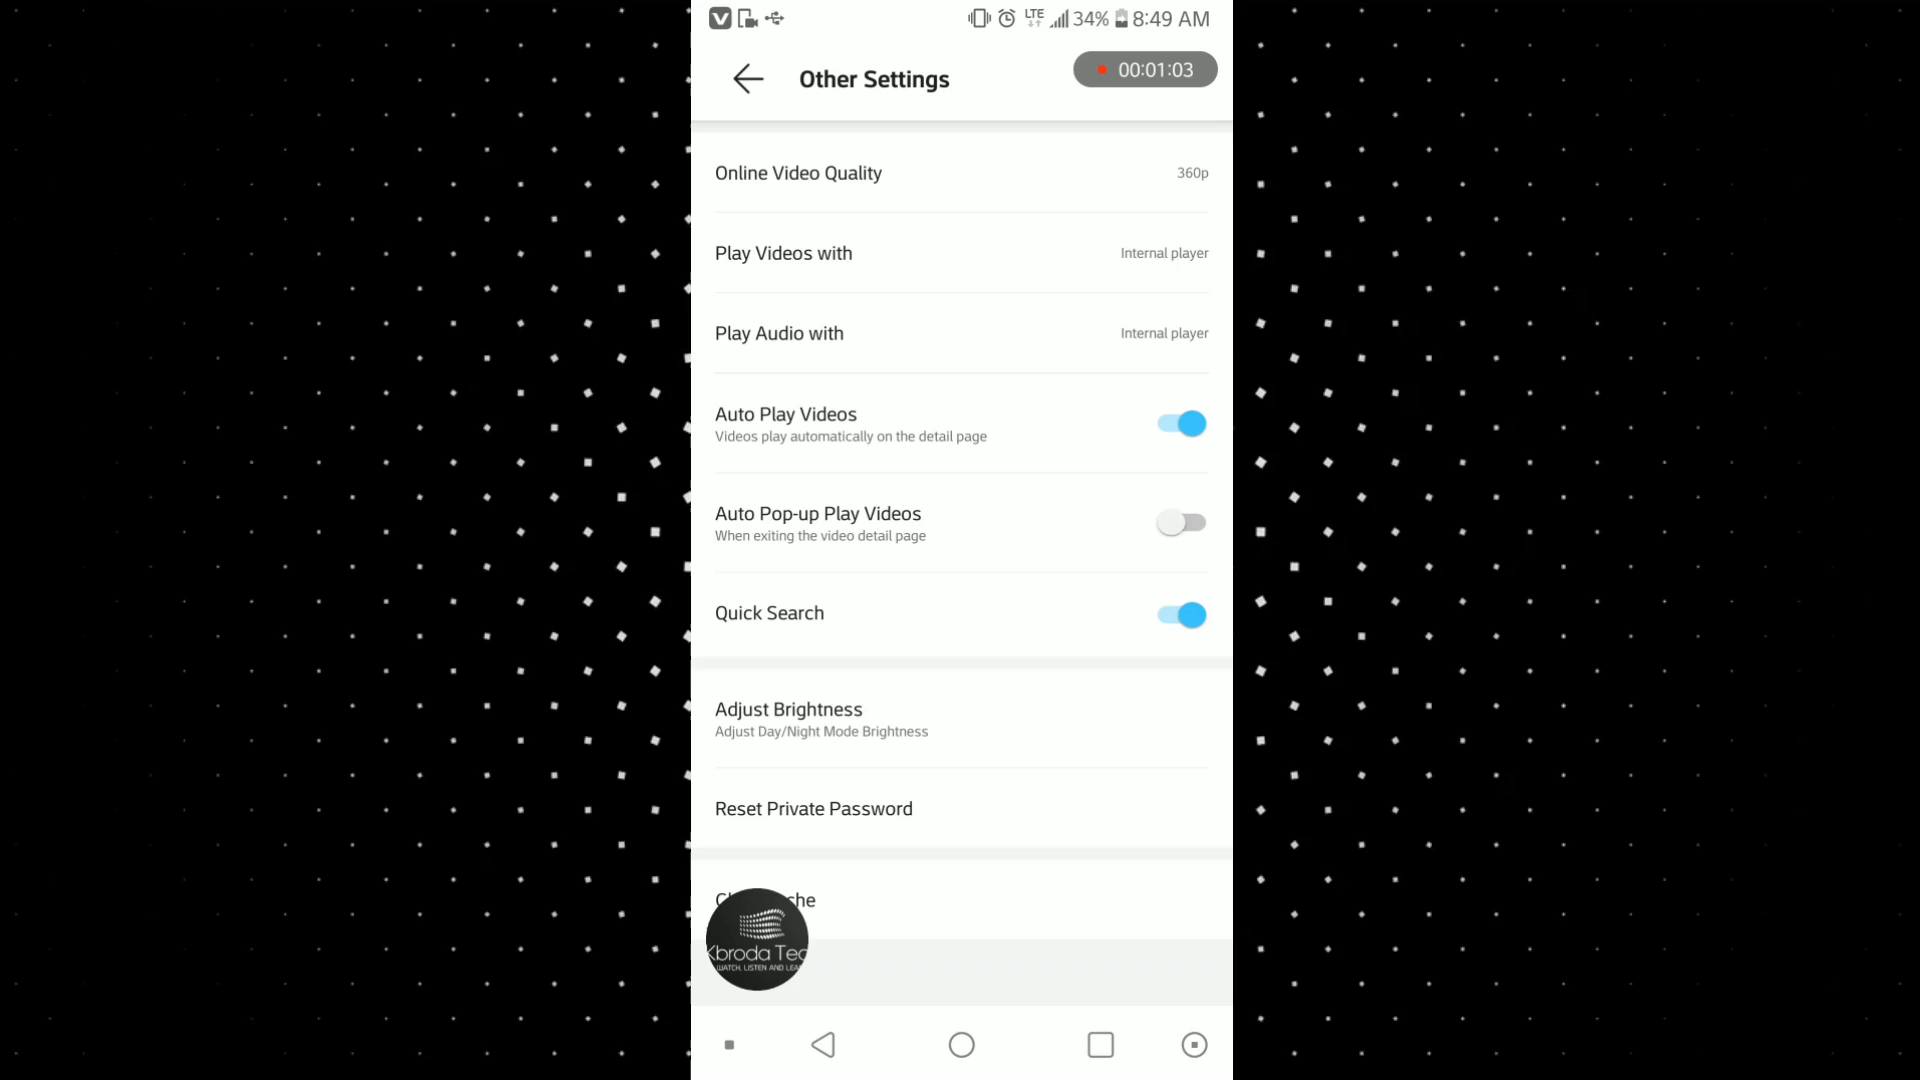 V LTE 34% 8:49 AM
Other Settings
00:01:03
Online Video Quality 360p
Play Videos with Internal player
Play Audio with Internal player
Auto Play Videos
Videos play automatically on the detail page
Auto Pop-up Play Videos
When exiting the video detail page
Quick Search
Adjust Brightness
Adjust Day/Night Mode Brightness
Reset Private Password